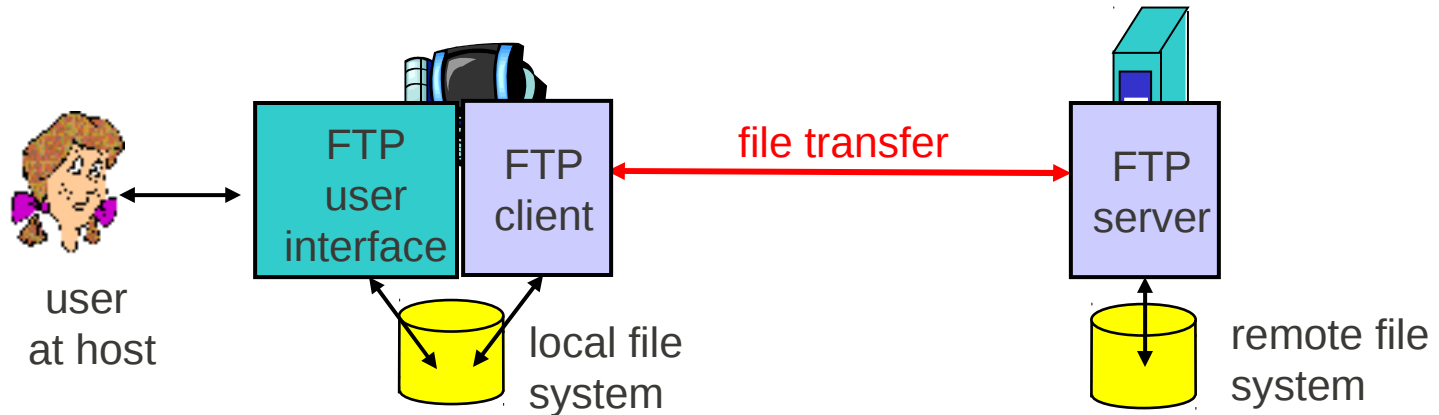 FTP
user
interface
FTP
client
file transfer
FTP
server
user
at host
local file
system
remote file
system